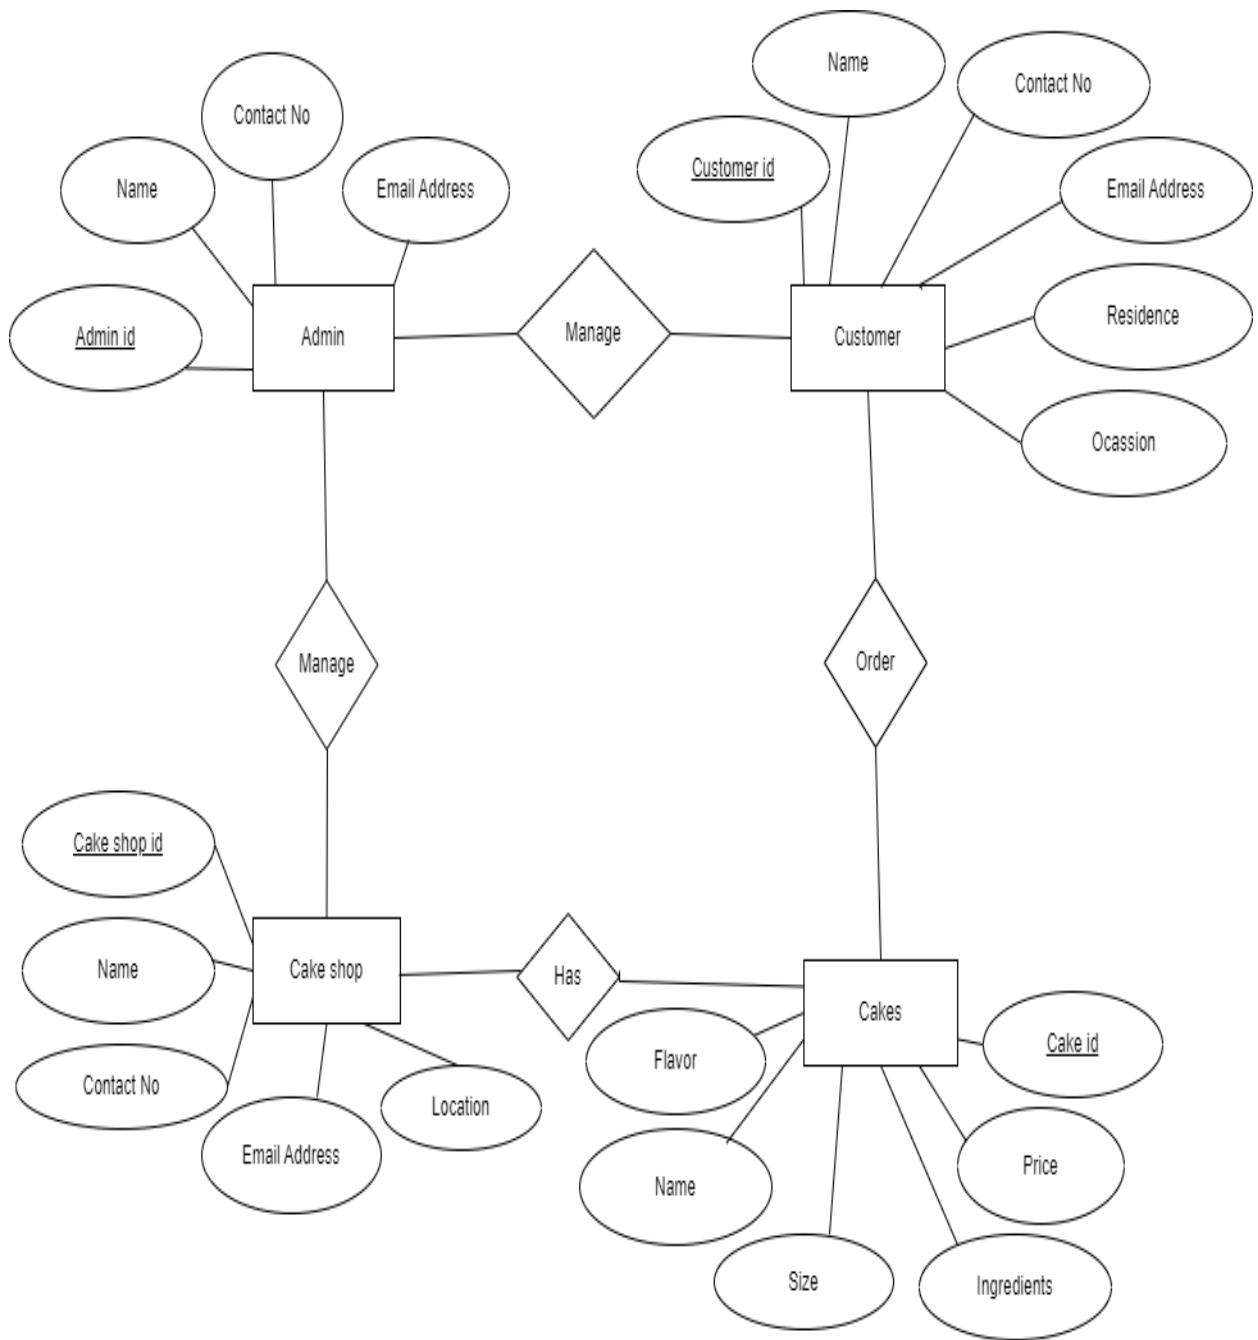 Name
Contact No
Contact No
Customer id
Name
Email Address
Email Address
Admin id
Admin
Manage
Customer
Residence
Ocassion
Manage
Order
Cake shop id
Name
Cake shop
Has
Cakes
Flavor
Cake id
Contact No
Location
Email Address
Name
Price
Size
Ingredients